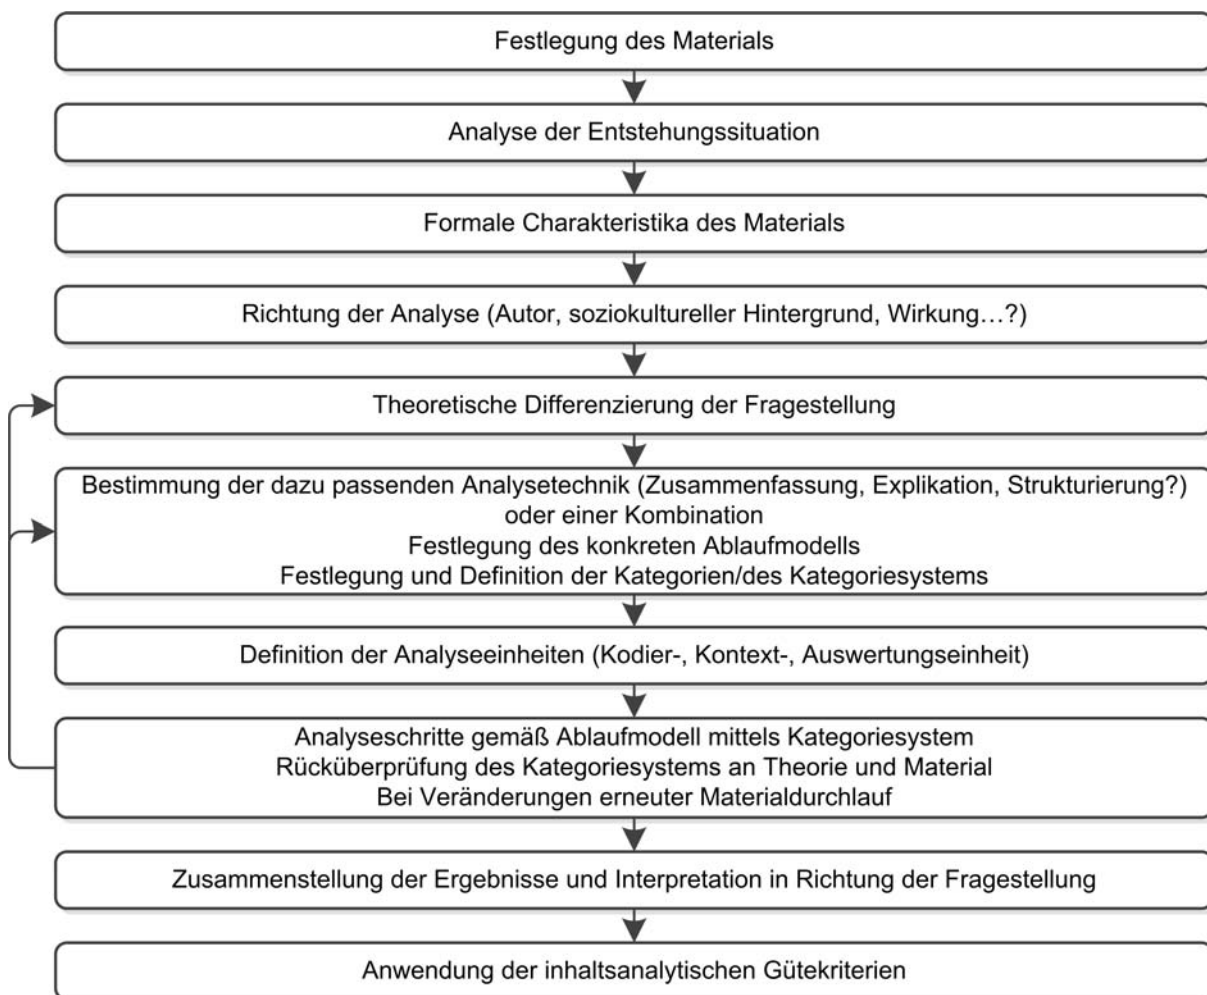 Festlegung des Materials
Analyse der Entstehungssituation
Formale Charakteristika des Materials
Richtung der Analyse (Autor, soziokultureller Hintergrund, Wirkung…?)
Theoretische Differenzierung der Fragestellung
Bestimmung der dazu passenden Analysetechnik (Zusammenfassung, Explikation, Strukturierung?)
oder einer Kombination
Festlegung des konkreten Ablaufmodells
Festlegung und Definition der Kategorien/des Kategoriesystems
Definition der Analyseeinheiten (Kodier-, Kontext-, Auswertungseinheit)
Analyseschritte gemäß Ablaufmodell mittels Kategoriesystem
Rücküberprüfung des Kategoriesystems an Theorie und Material
Bei Veränderungen erneuter Materialdurchlauf
Zusammenstellung der Ergebnisse und Interpretation in Richtung der Fragestellung
Anwendung der inhaltsanalytischen Gütekriterien